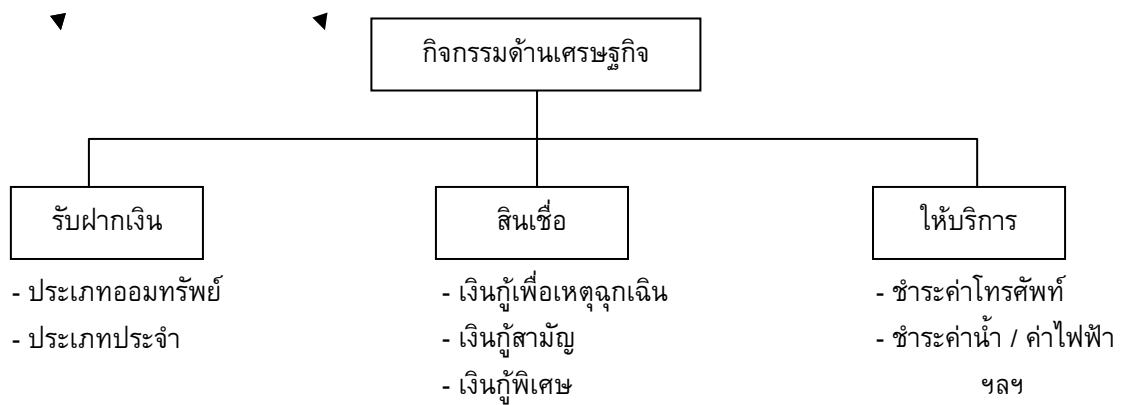 กิจกรรมด้านเศรษฐกิจ
รับฝากเงิน
- ประเภทออมทรัพย์
- ประเภทประจำ
สินเชื่อ
- เงินกู้เพื่อเหตุฉุกเฉิน
- เงินกู้สามัญ
- เงินกู้พิเศษ
ให้บริการ
- ชำระค่าโทรศัพท์
- ชำระค่าน้ำ / ค่าไฟฟ้า
ฯลฯ